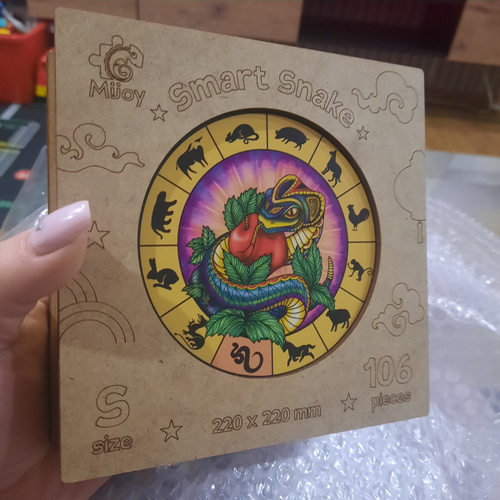 Mijoy
Smart Snake
S
size
220 x 220 mm
106
pieces